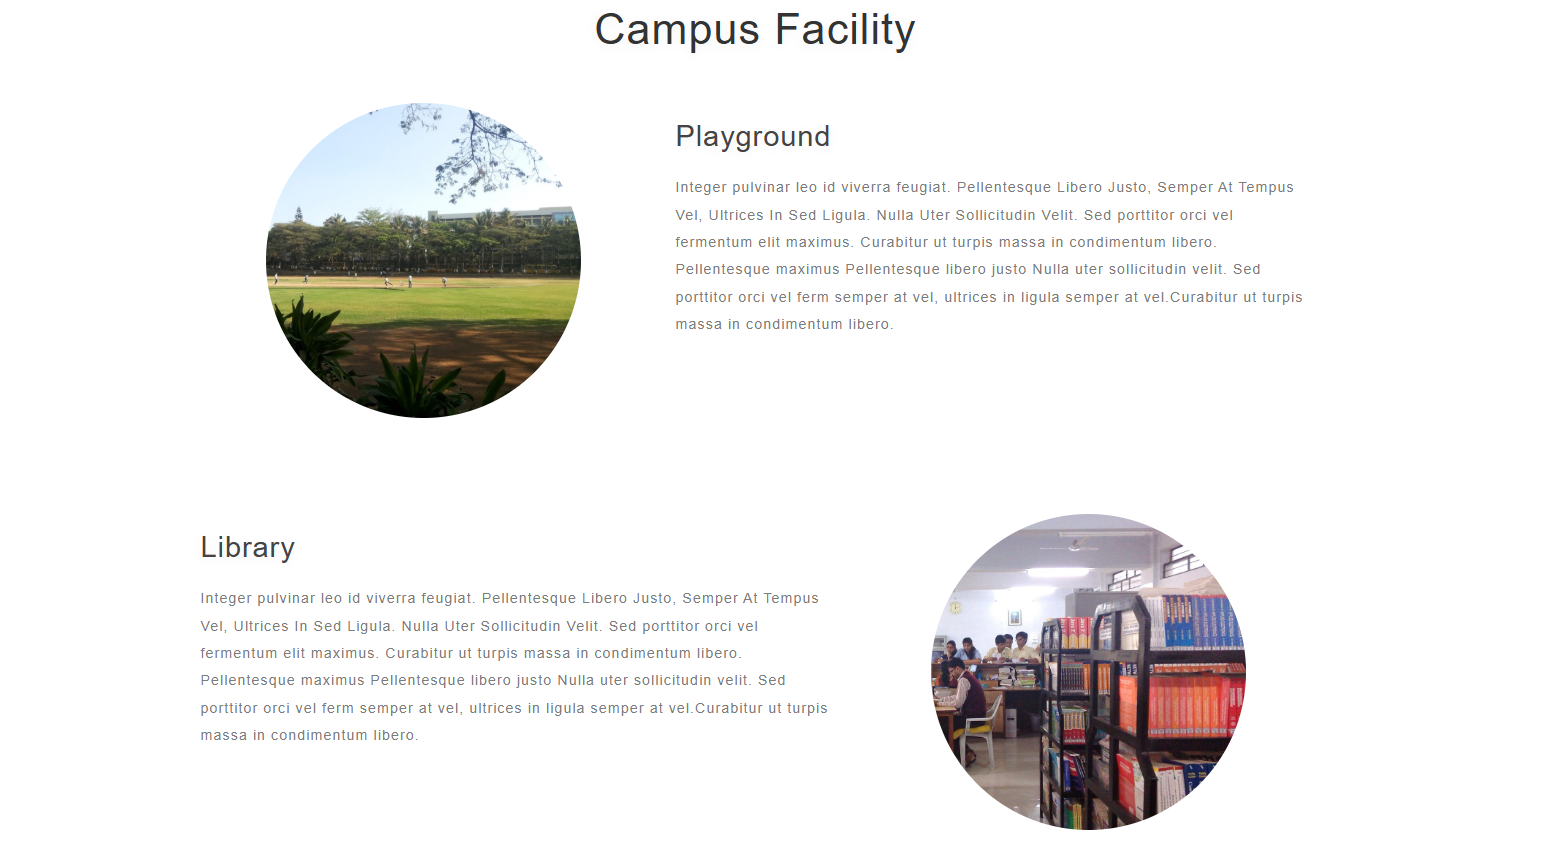 Campus Facility
Playground
Integer pulvinar leo id viverra feugiat. Pellentesque Libero Justo, Semper At Tempus
Vel, Ultrices In Sed Ligula. Nulla Uter Sollicitudin Velit. Sed porttitor orci vel
fermentum elit maximus. Curabitur ut turpis massa in condimentum libero.
Pellentesque maximus Pellentesque libero justo Nulla uter sollicitudin velit. Sed
porttitor orci vel ferm semper at vel, ultrices in ligula semper at vel.Curabitur ut turpis
massa in condimentum libero.
Library
Integer pulvinar leo id viverra feugiat. Pellentesque Libero Justo, Semper At Tempus
Vel, Ultrices In Sed Ligula. Nulla Uter Sollicitudin Velit. Sed porttitor orci vel
fermentum elit maximus. Curabitur ut turpis massa in condimentum libero.
Pellentesque maximus Pellentesque libero justo Nulla uter sollicitudin velit. Sed
porttitor orci vel ferm semper at vel, ultrices in ligula semper at vel.Curabitur ut turpis
massa in condimentum libero.